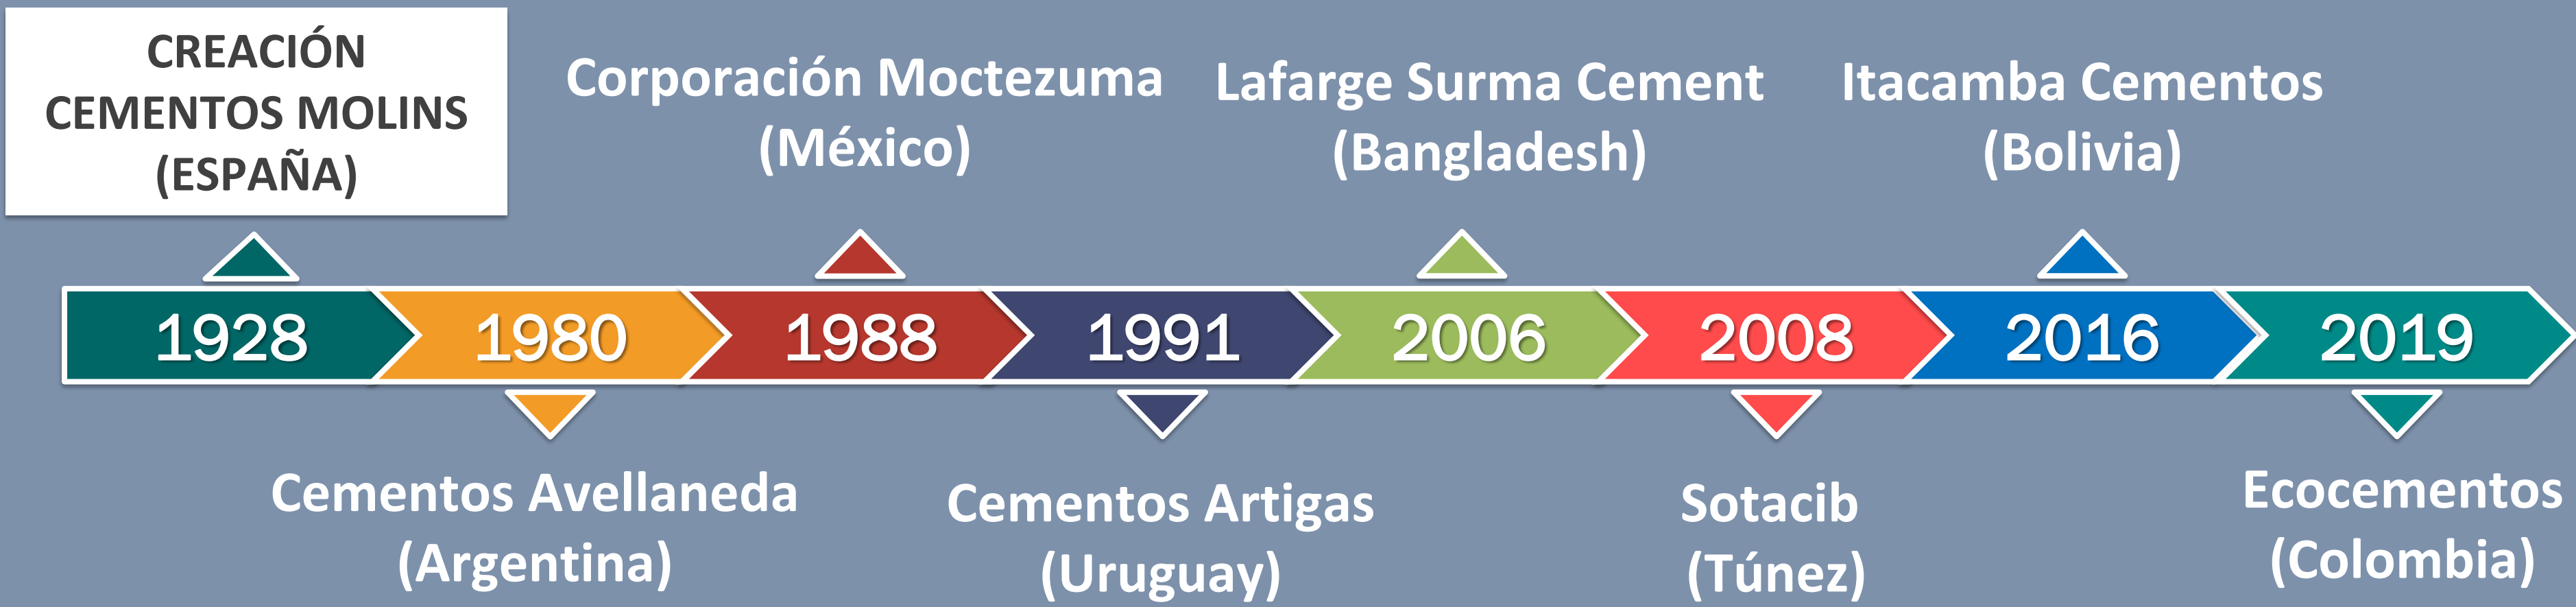 CREACIÓN
CEMENTOS MOLINS
(ESPAÑA)
Corporación Moctezuma
(México)
Lafarge Surma Cement
(Bangladesh)
Itacamba Cementos
(Bolivia)
1928
1980
1988
1991
2006
2008
2016
2019
Cementos Avellaneda
(Argentina)
Cementos Artigas
(Uruguay)
Sotacib
(Túnez)
Ecocementos
(Colombia)